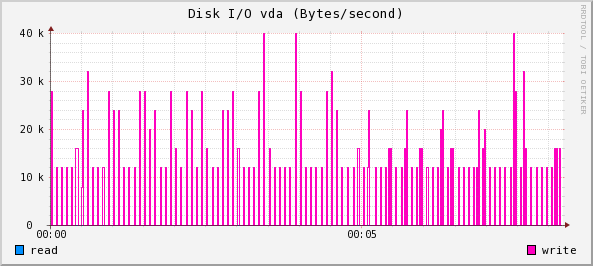 Disk I/O vda (Bytes/second)
RRDTOOL / TOBI OETIKER
40 k
30 k
20 k
10 k
0
00:00
00:05
read
write